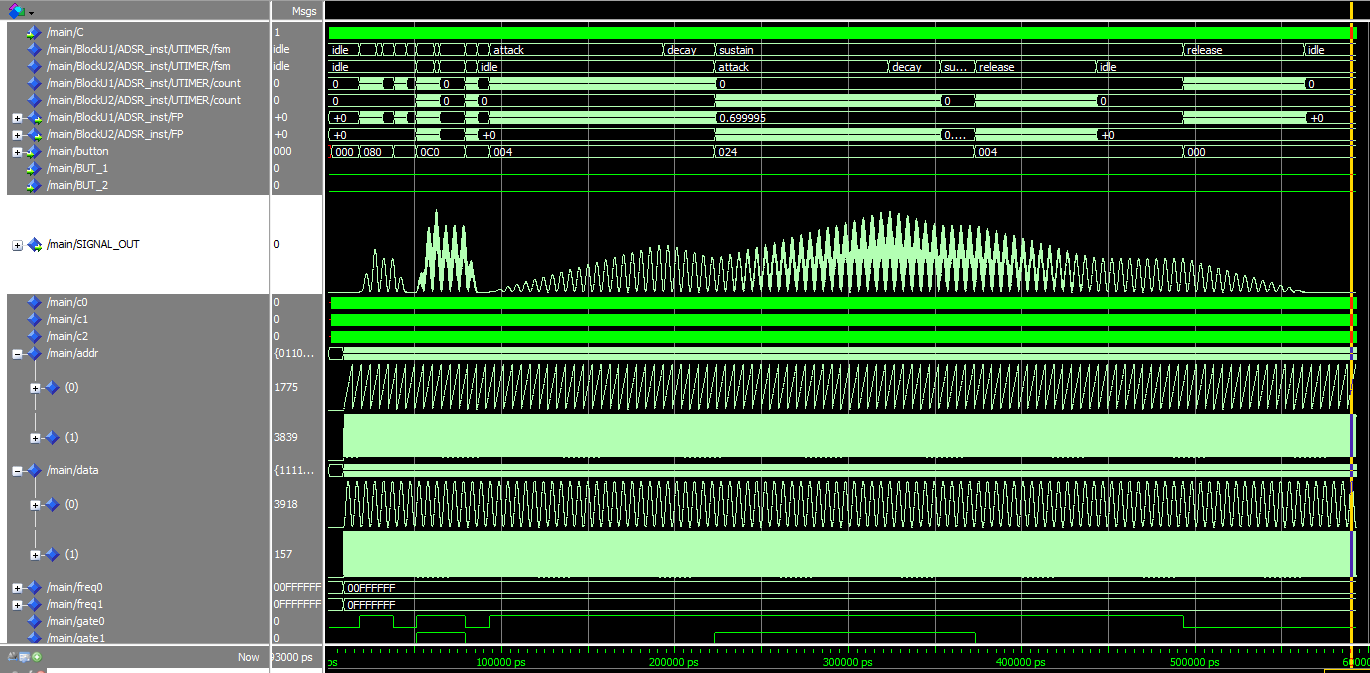 Msgs
/main/C 1
/main/BlockU1/ADSR_inst/UTIMER/fsm idle idle attack decay sustain release idle
/main/BlockU2/ADSR_inst/UTIMER/fsm idle idle idle attack decay su... release idle
/main/BlockU1/ADSR_inst/UTIMER/count 0 0 0 0 0
/main/BlockU2/ADSR_inst/UTIMER/count 0 0 0 0 0 0
/main/BlockU1/ADSR_inst/FP +0 +0 0.699995 +0
/main/BlockU2/ADSR_inst/FP +0 +0 +0 0.... +0
/main/button 000 000 080 0C0 004 024 004 000
/main/BUT_1 0
/main/BUT_2 0
/main/SIGNAL_OUT 0
/main/c0 0
/main/c1 0
/main/c2 0
/main/addr {0110...
(0) 1775
(1) 3839
/main/data {1111...
(0) 3918
(1) 157
/main/freq0 00FFFFFF 00FFFFFF
/main/freq1 0FFFFFFF 0FFFFFFF
/main/gate0 0
/main/gate1 0
Now 93000 ps ps 100000 ps 200000 ps 300000 ps 400000 ps 500000 ps